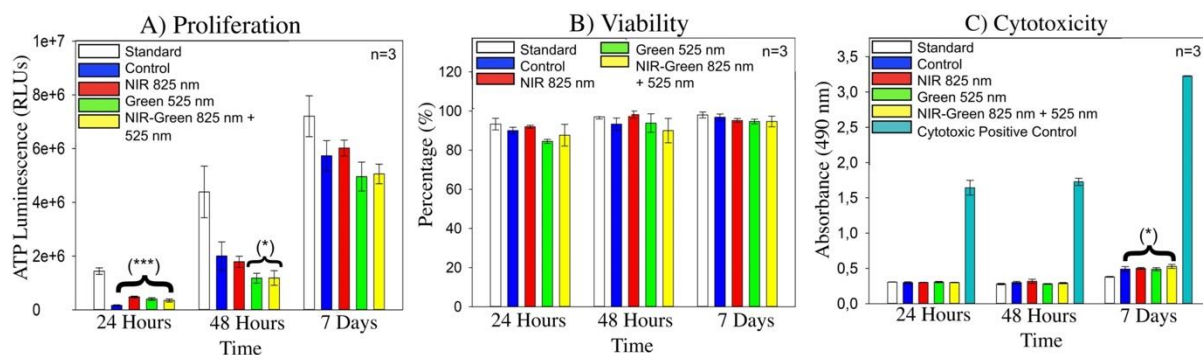 A) Proliferation
ATP Luminescence (RLUs)
1e+7
8e+6
6e+6
4e+6
2e+6
0
Standard
Control
NIR 825 nm
Green 525 nm
NIR-Green 825 nm +
525 nm
n=3
(***)
(*)
24 Hours
48 Hours
7 Days
Time
B) Viability
Percentage (%)
120
100
80
60
40
20
0
Standard
Control
NIR 825 nm
Green 525 nm
NIR-Green 825 nm
+ 525 nm
n=3
24 Hours
48 Hours
7 Days
Time
C) Cytotoxicity
Absorbance (490 nm)
3,5
3,0
2,5
2,0
1,5
1,0
0,5
0,0
Standard
Control
NIR 825 nm
Green 525 nm
NIR-Green 825 nm + 525 nm
Cytotoxic Positive Control
n=3
(*)
24 Hours
48 Hours
7 Days
Time